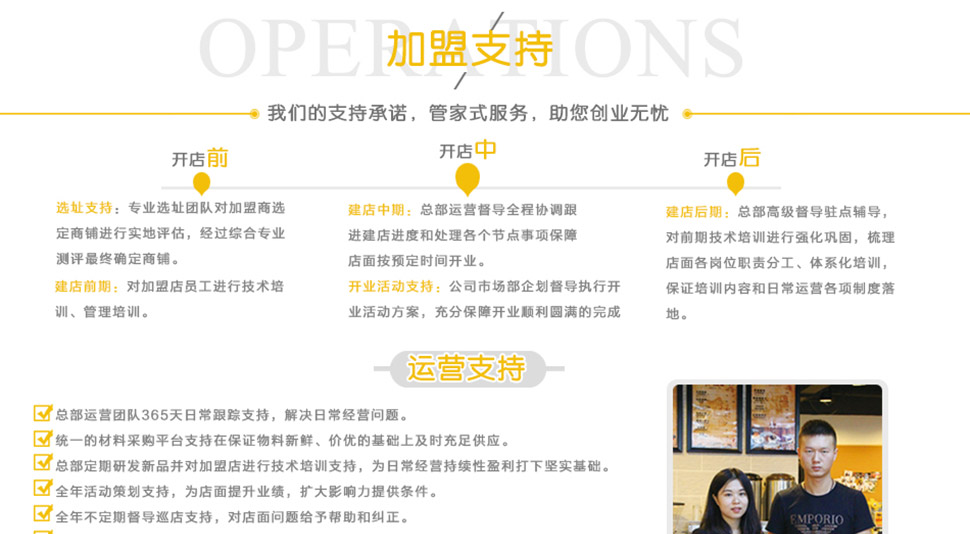 OPERATIONS
加盟支持
我们的支持承诺，管家式服务，助您创业无忧
开店前
选址支持：专业选址团队对加盟商选
定商铺进行实地评估，经过综合专业
测评最终确定商铺。
建店前期：对加盟店员工进行技术培
训、管理培训。
开店中
建店中期：总部运营督导全程协调跟
进建店进度和处理各个节点事项保障
店面按预定时间开业。
开业活动支持：公司市场部企划督导执行开
业活动方案，充分保障开业顺利圆满的完成
开店后
建店后期：总部高级督导驻点辅导，
对前期技术培训进行强化巩固，梳理
店面各岗位职责分工、体系化培训，
保证培训内容和日常运营各项制度落
地。
运营支持
总部运营团队365天日常跟踪支持，解决日常经营问题。
统一的材料采购平台支持在保证物料新鲜、价优的基础上及时充足供应。
总部定期研发新品并对加盟店进行技术培训支持，为日常经营持续性盈利打下坚实基础。
全年活动策划支持，为店面提升业绩，扩大影响力提供条件。
全年不定期督导巡店支持，对店面问题给予帮助和纠正。
EMPORIO